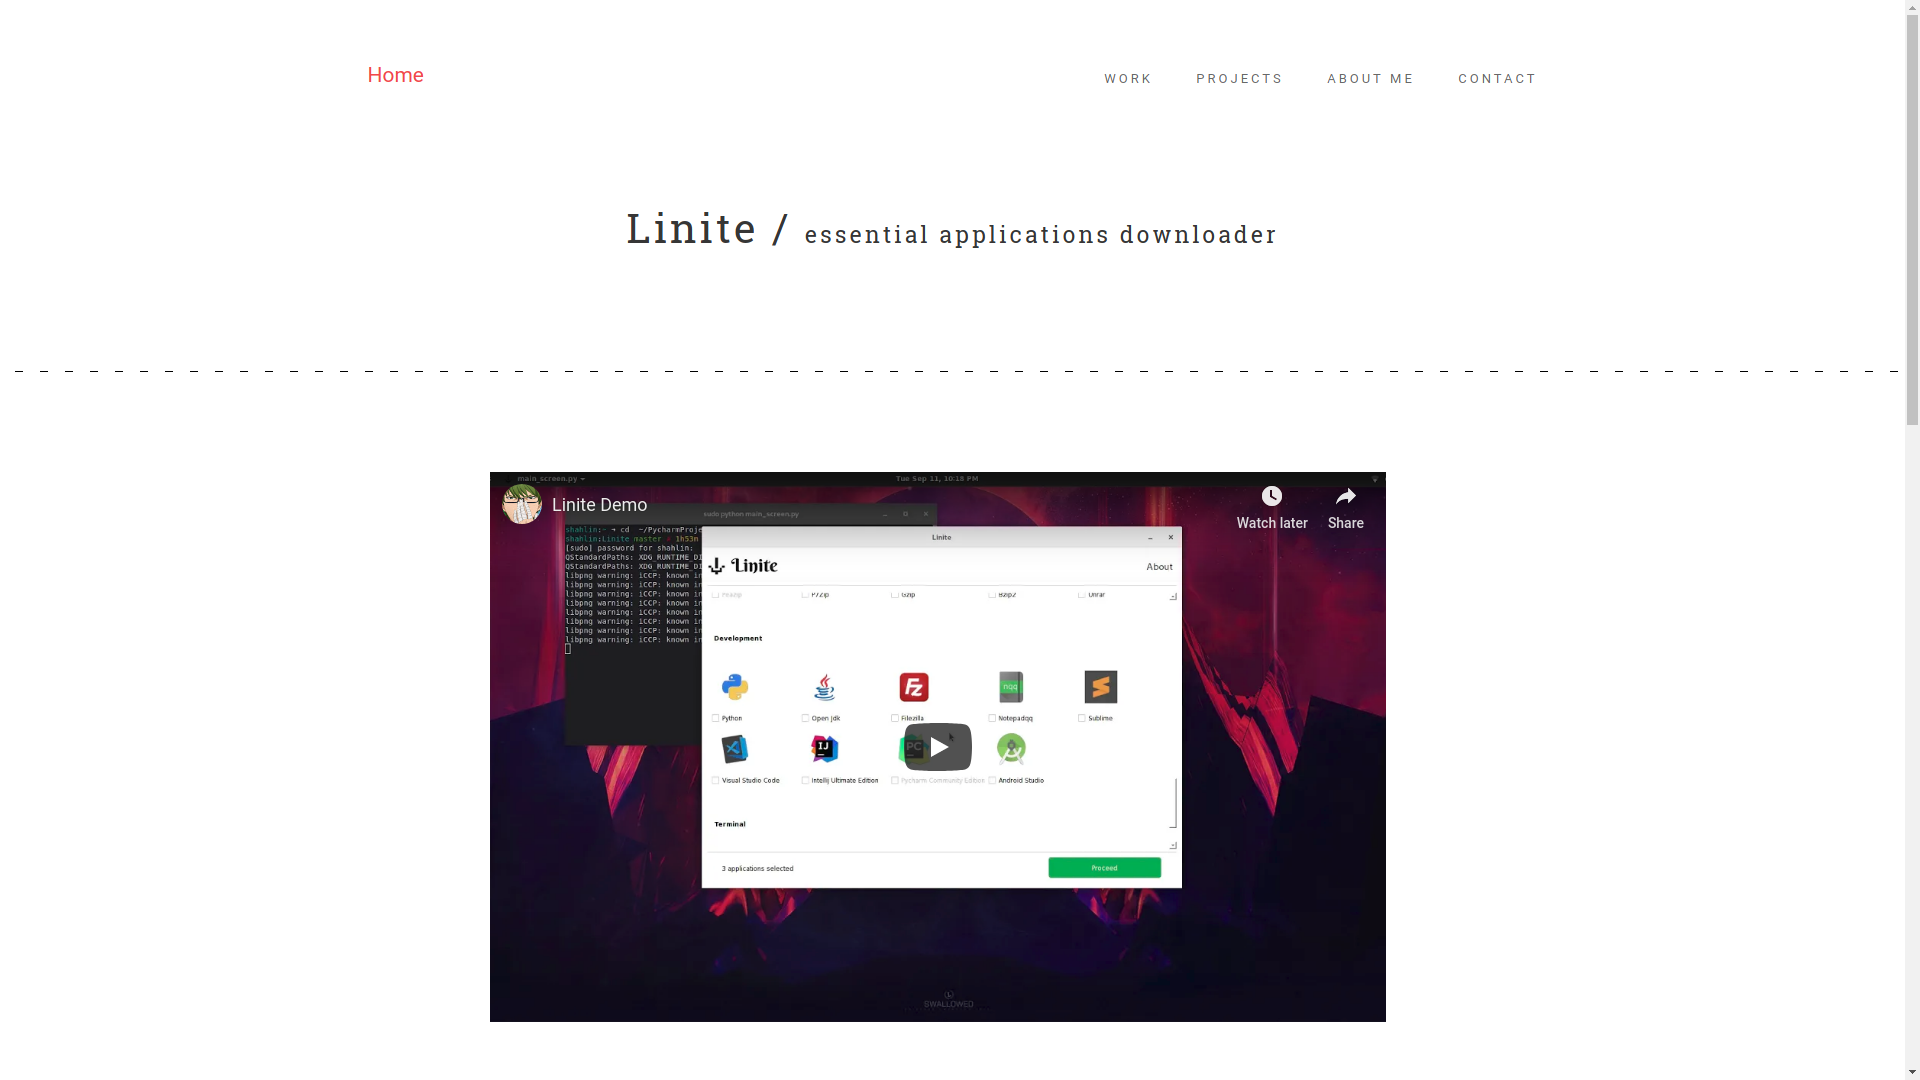 Home
WORK PROJECTS ABOUT ME CONTACT
Linite / essential applications downloader
main_screen.py
Tue Sep 11, 10:18 PM
Linite Demo
Watch later
Share
sudo python main_screen.py
shahlin:~ → cd ~/PycharmProje
shahlin:Linite master 1h53m
[sudo] password for shahlin:
QStandardPaths: XDG_RUNTIME_DI
QStandardPaths: XDG_RUNTIME_DI
libpng warning: iCCP: known in
libpng warning: iCCP: known in
libpng warning: iCCP: known in
libpng warning: iCCP: known in
libpng warning: iCCP: known in
libpng warning: iCCP: known in
libpng warning: iCCP: known in
libpng warning: iCCP: known in
Linite
Linite
About
Peazip P7Zip Gzip Bzip2 Unrar
Development
Fz nqq
Python Open Jdk Filezilla Notepadqq Sublime
IJ PC
Visual Studio Code Intellij Ultimate Edition Pycharm Community Edition Android Studio
Terminal
3 applications selected
Proceed
SWALLOWED